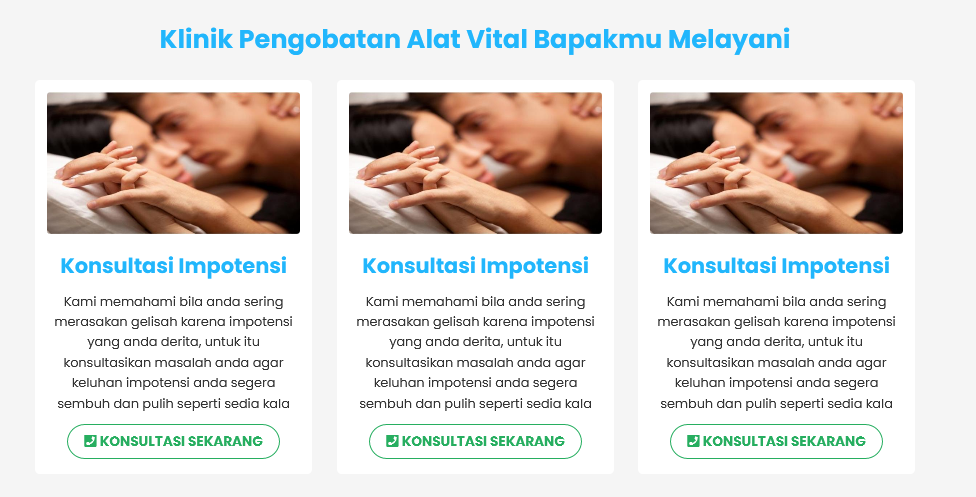 Klinik Pengobatan Alat Vital Bapakmu Melayani
Konsultasi Impotensi
Kami memahami bila anda sering
merasakan gelisah karena impotensi
yang anda derita, untuk itu
konsultasikan masalah anda agar
keluhan impotensi anda segera
sembuh dan pulih seperti sedia kala
KONSULTASI SEKARANG
Konsultasi Impotensi
Kami memahami bila anda sering
merasakan gelisah karena impotensi
yang anda derita, untuk itu
konsultasikan masalah anda agar
keluhan impotensi anda segera
sembuh dan pulih seperti sedia kala
KONSULTASI SEKARANG
Konsultasi Impotensi
Kami memahami bila anda sering
merasakan gelisah karena impotensi
yang anda derita, untuk itu
konsultasikan masalah anda agar
keluhan impotensi anda segera
sembuh dan pulih seperti sedia kala
KONSULTASI SEKARANG